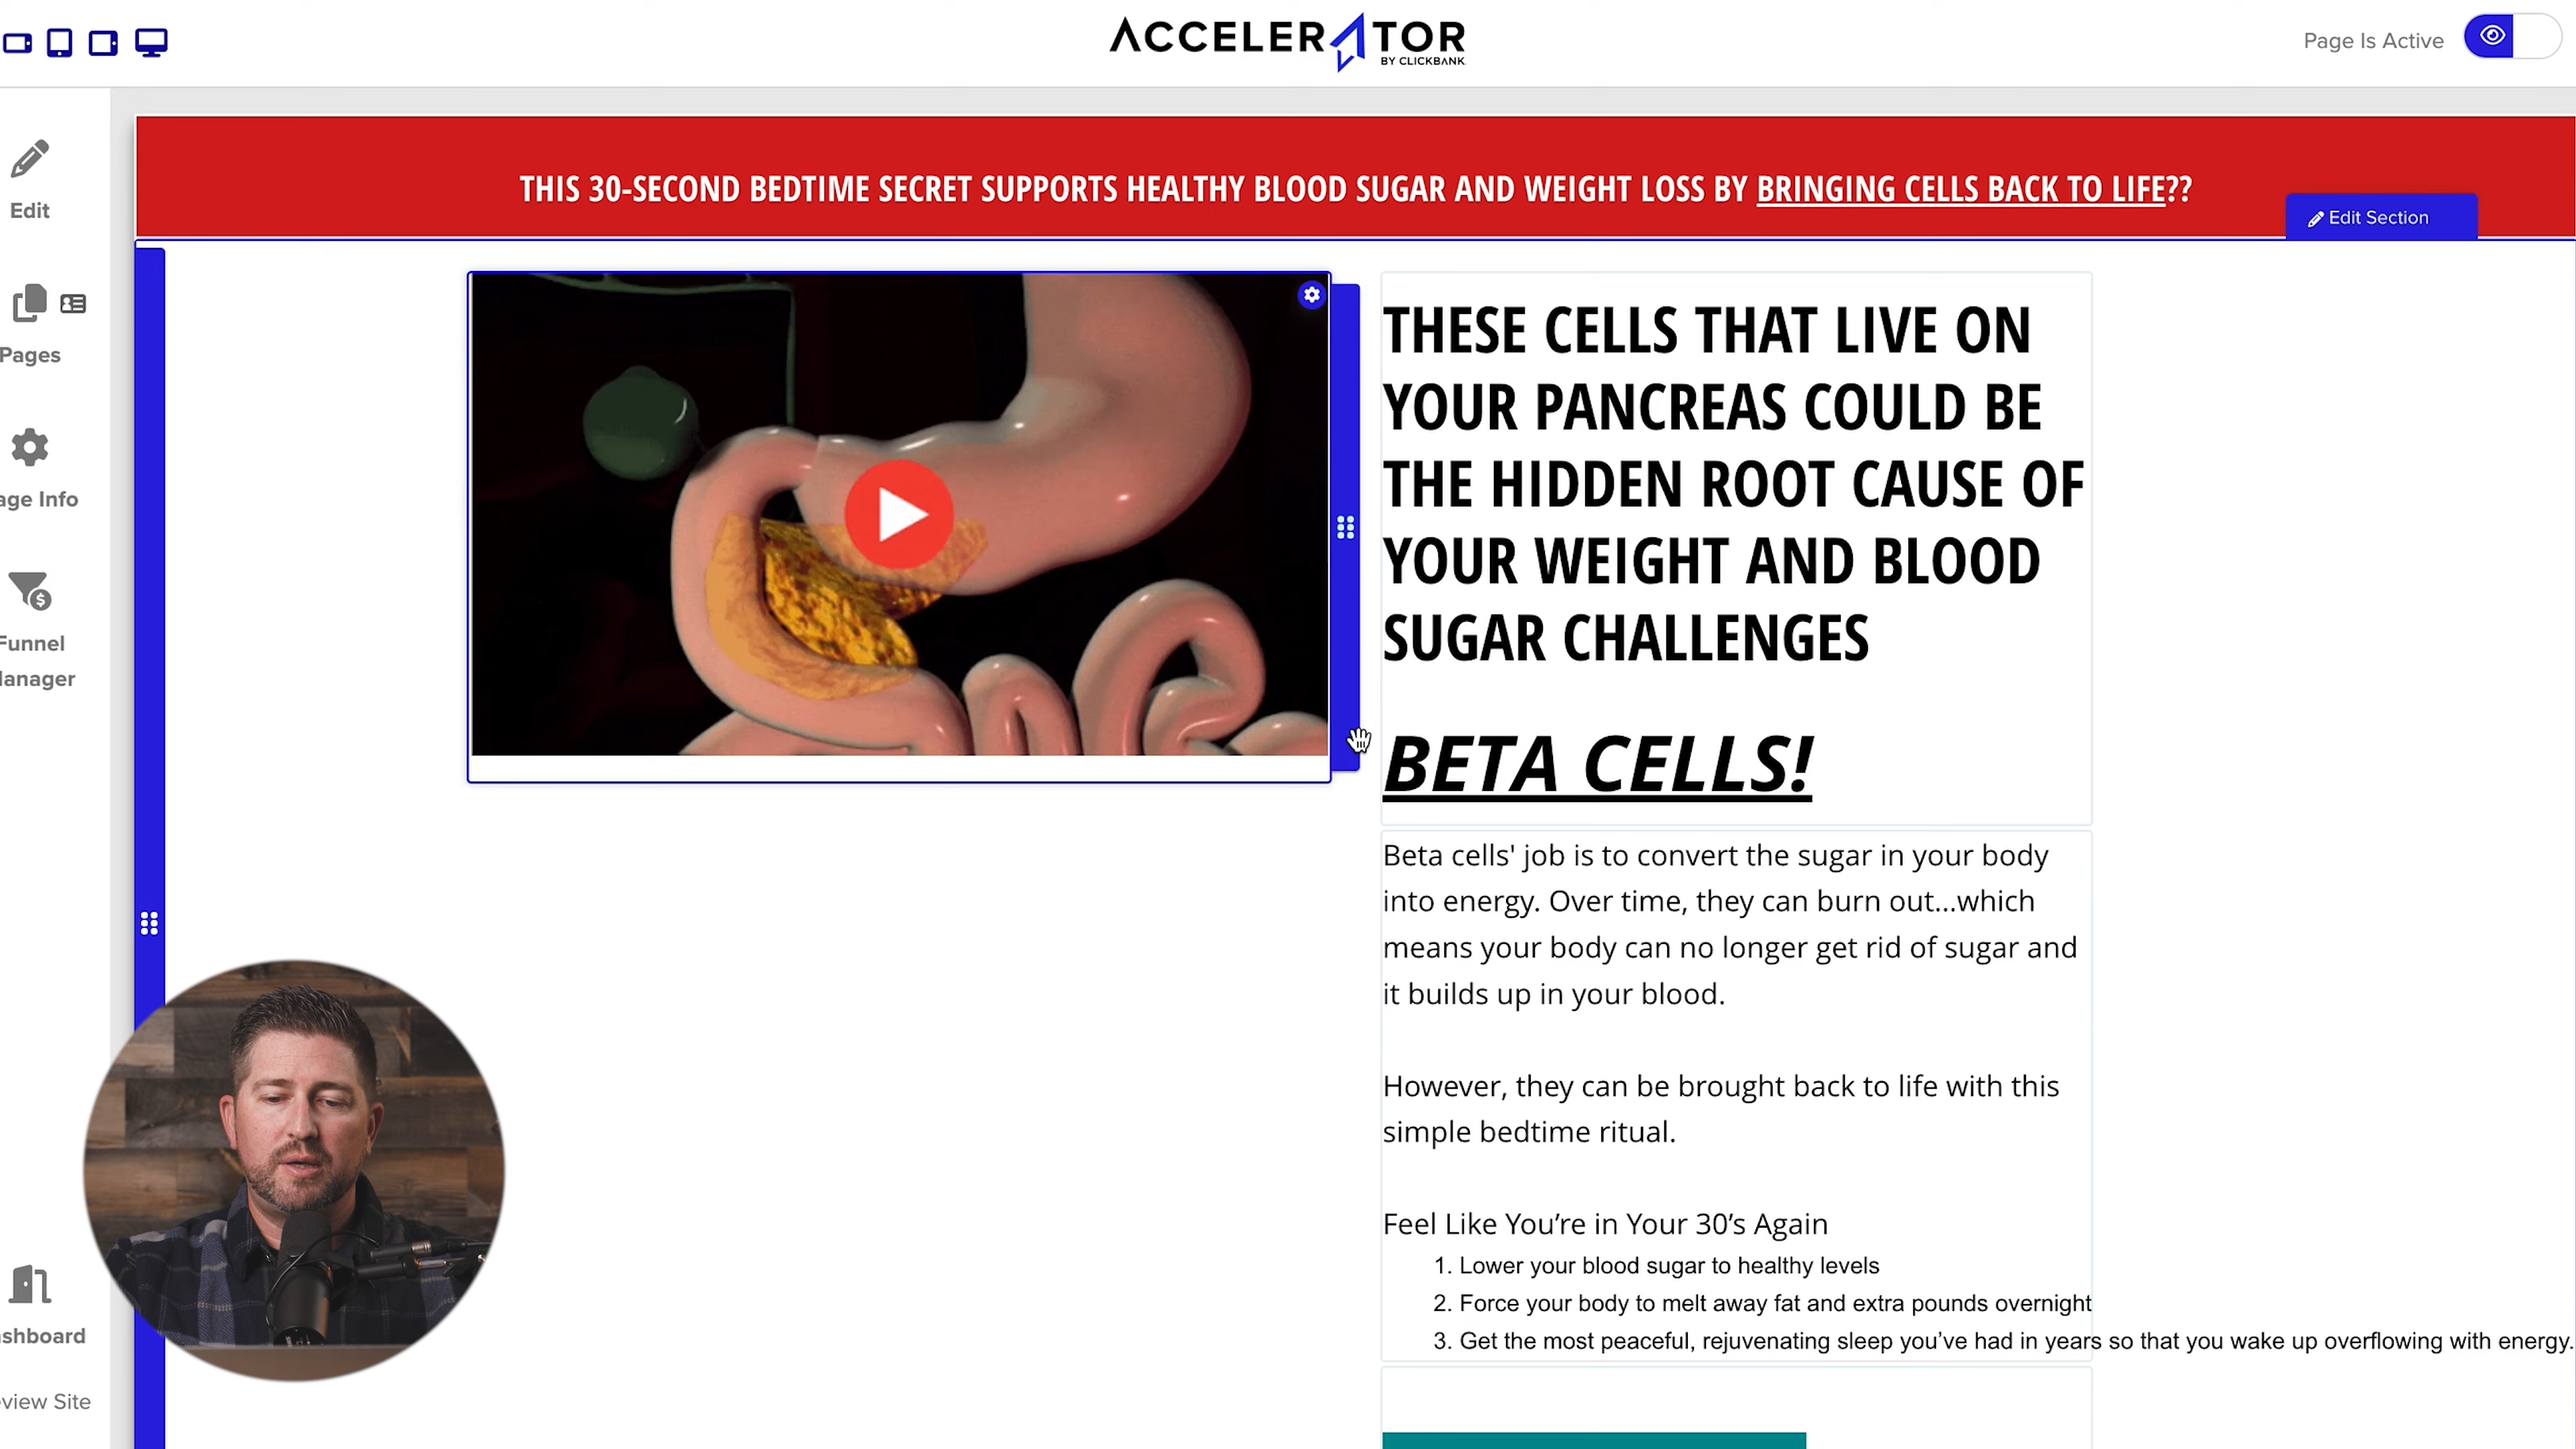 ACCELERATOR
BY CLICKBANK
Page Is Active
Edit
Pages
age Info
Funnel
anager
ashboard
view Site
THIS 30-SECOND BEDTIME SECRET SUPPORTS HEALTHY BLOOD SUGAR AND WEIGHT LOSS BY BRINGING CELLS BACK TO LIFE??
Edit Section
THESE CELLS THAT LIVE ON
YOUR PANCREAS COULD BE
THE HIDDEN ROOT CAUSE OF
YOUR WEIGHT AND BLOOD
SUGAR CHALLENGES
BETA CELLS!
Beta cells' job is to convert the sugar in your body
into energy. Over time, they can burn out...which
means your body can no longer get rid of sugar and
it builds up in your blood.
However, they can be brought back to life with this
simple bedtime ritual.
Feel Like You’re in Your 30’s Again
1. Lower your blood sugar to healthy levels
2. Force your body to melt away fat and extra pounds overnight
3. Get the most peaceful, rejuvenating sleep you’ve had in years so that you wake up overflowing with energy.